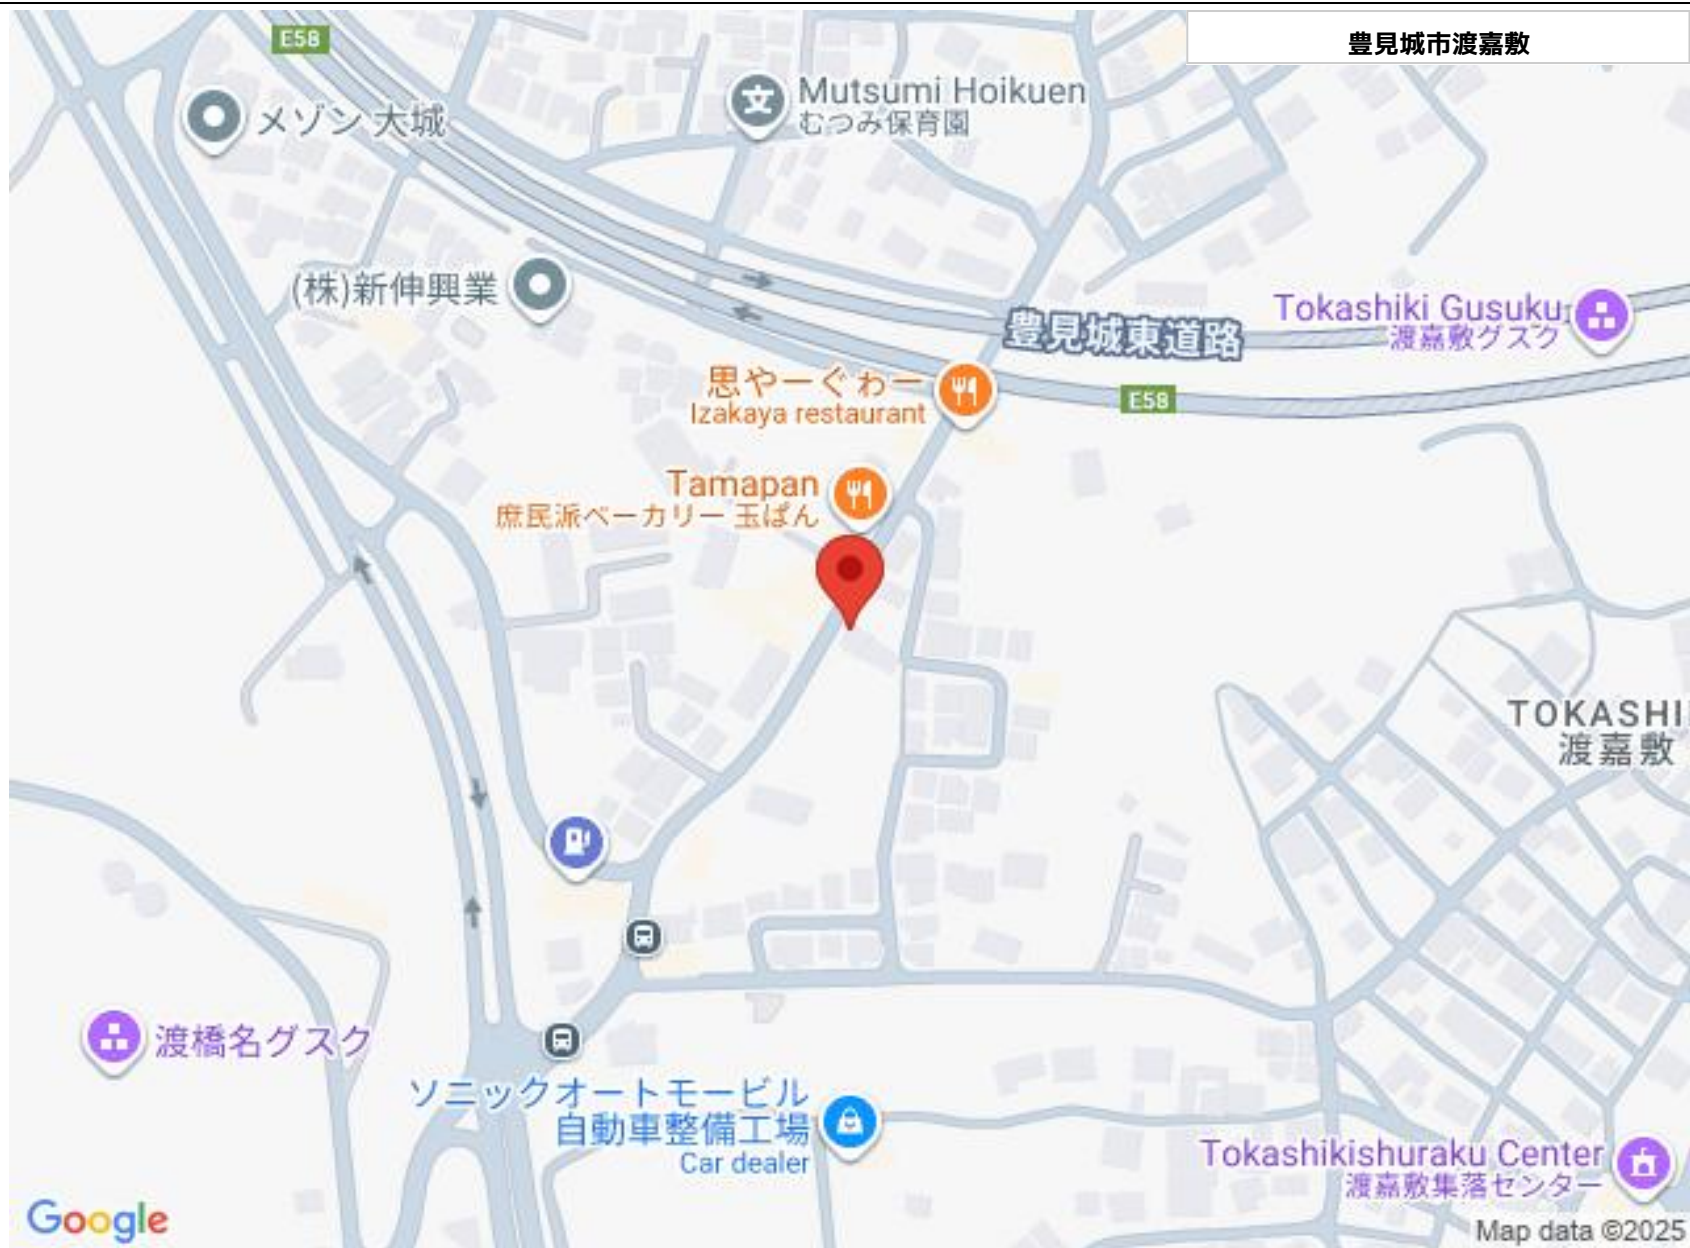 豊見城市渡嘉敷
E58
Mutsumi Hoikuen
むつみ保育園
メゾン 大城
(株)新伸興業
Tokashiki Gusuku
渡嘉敷グスク
豊見城東道路
思やーぐゎー
Izakaya restaurant
E58
Tamapan
庶民派ベーカリー 玉ぱん
TOKASHI
渡嘉敷
渡橋名グスク
ソニックオートモービル
自動車整備工場
Car dealer
Tokashikishuraku Center
渡嘉敷集落センター
Google
Map data ©2025